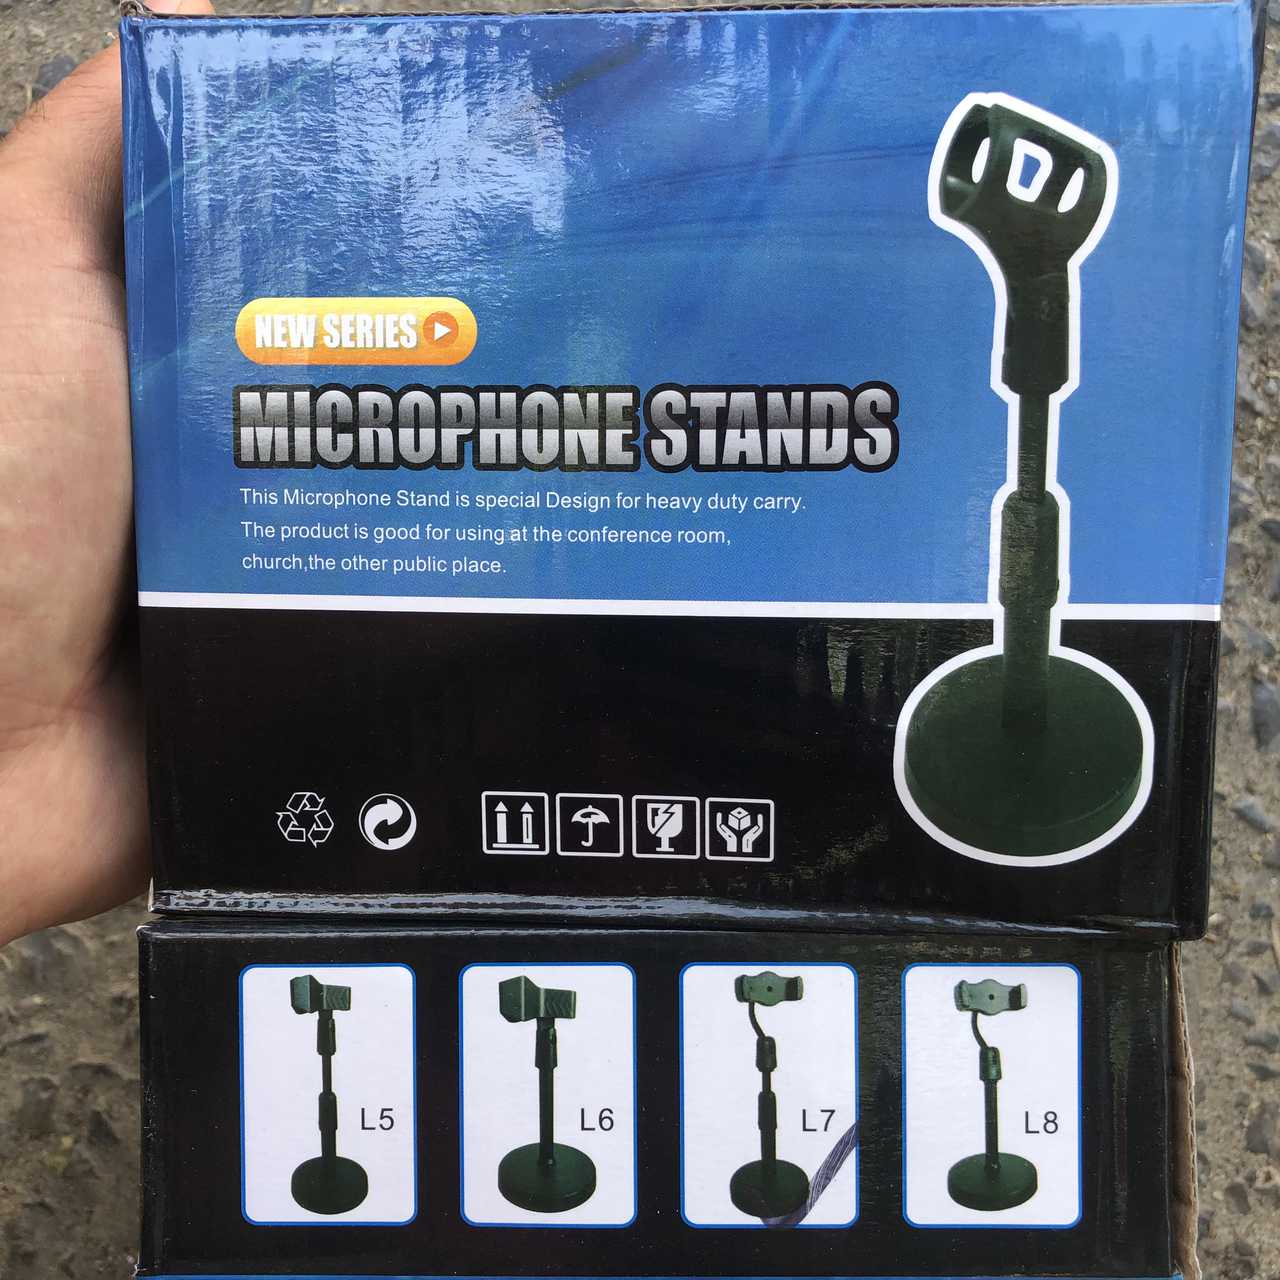 NEW SERIES
MICROPHONE STANDS
This Microphone Stand is special Design for heavy duty carry.
The product is good for using at the conference room,
church,the other public place.
L5
L6
L7
L8